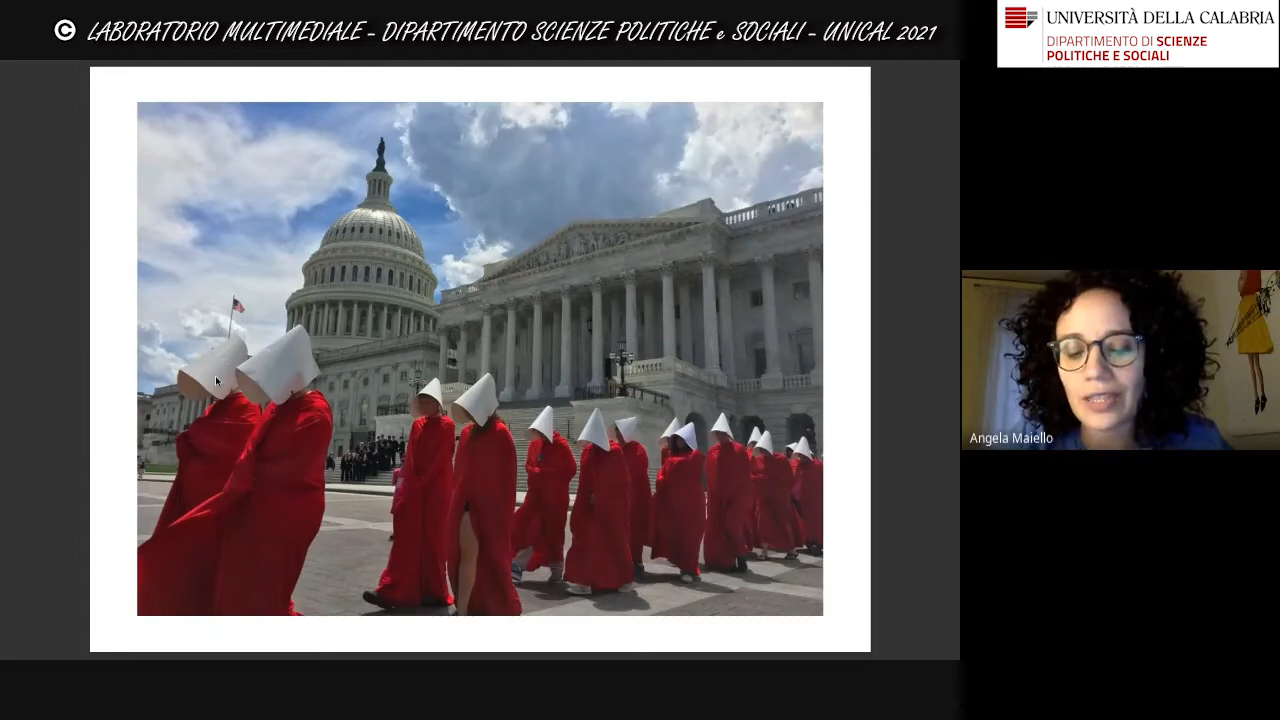 © LABORATORIO MULTIMEDIALE - DIPARTIMENTO SCIENZE POLITICHE e SOCIALI - UNICAL 2021
UNIVERSITÀ DELLA CALABRIA
DIPARTIMENTO DI SCIENZE
POLITICHE E SOCIALI
Angela Maiello